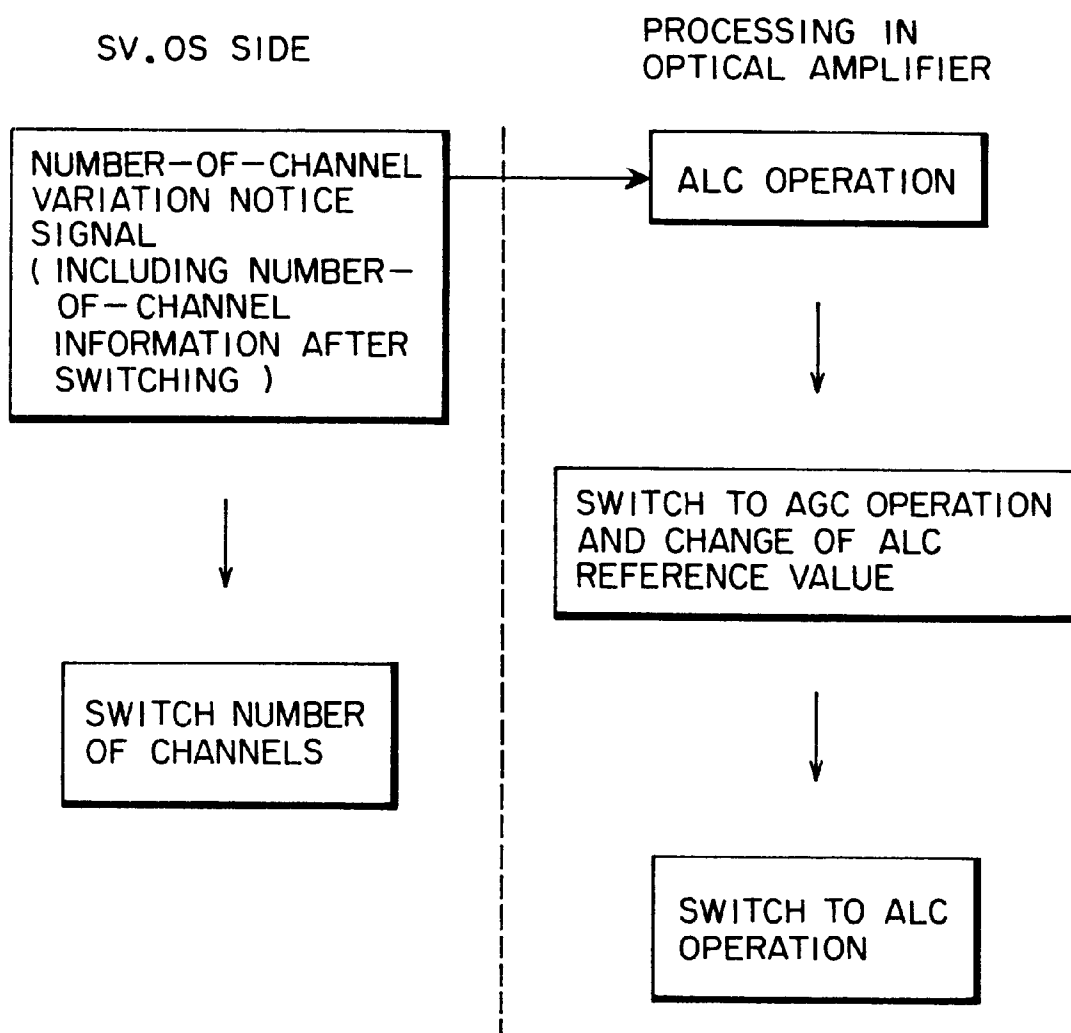 SV.OS SIDE
PROCESSING IN
OPTICAL AMPLIFIER
NUMBER-OF-CHANNEL
VARIATION NOTICE
SIGNAL
( INCLUDING NUMBER-
OF-CHANNEL
INFORMATION AFTER
SWITCHING )
ALC OPERATION
SWITCH TO AGC OPERATION
AND CHANGE OF ALC
REFERENCE VALUE
SWITCH NUMBER
OF CHANNELS
SWITCH TO ALC
OPERATION